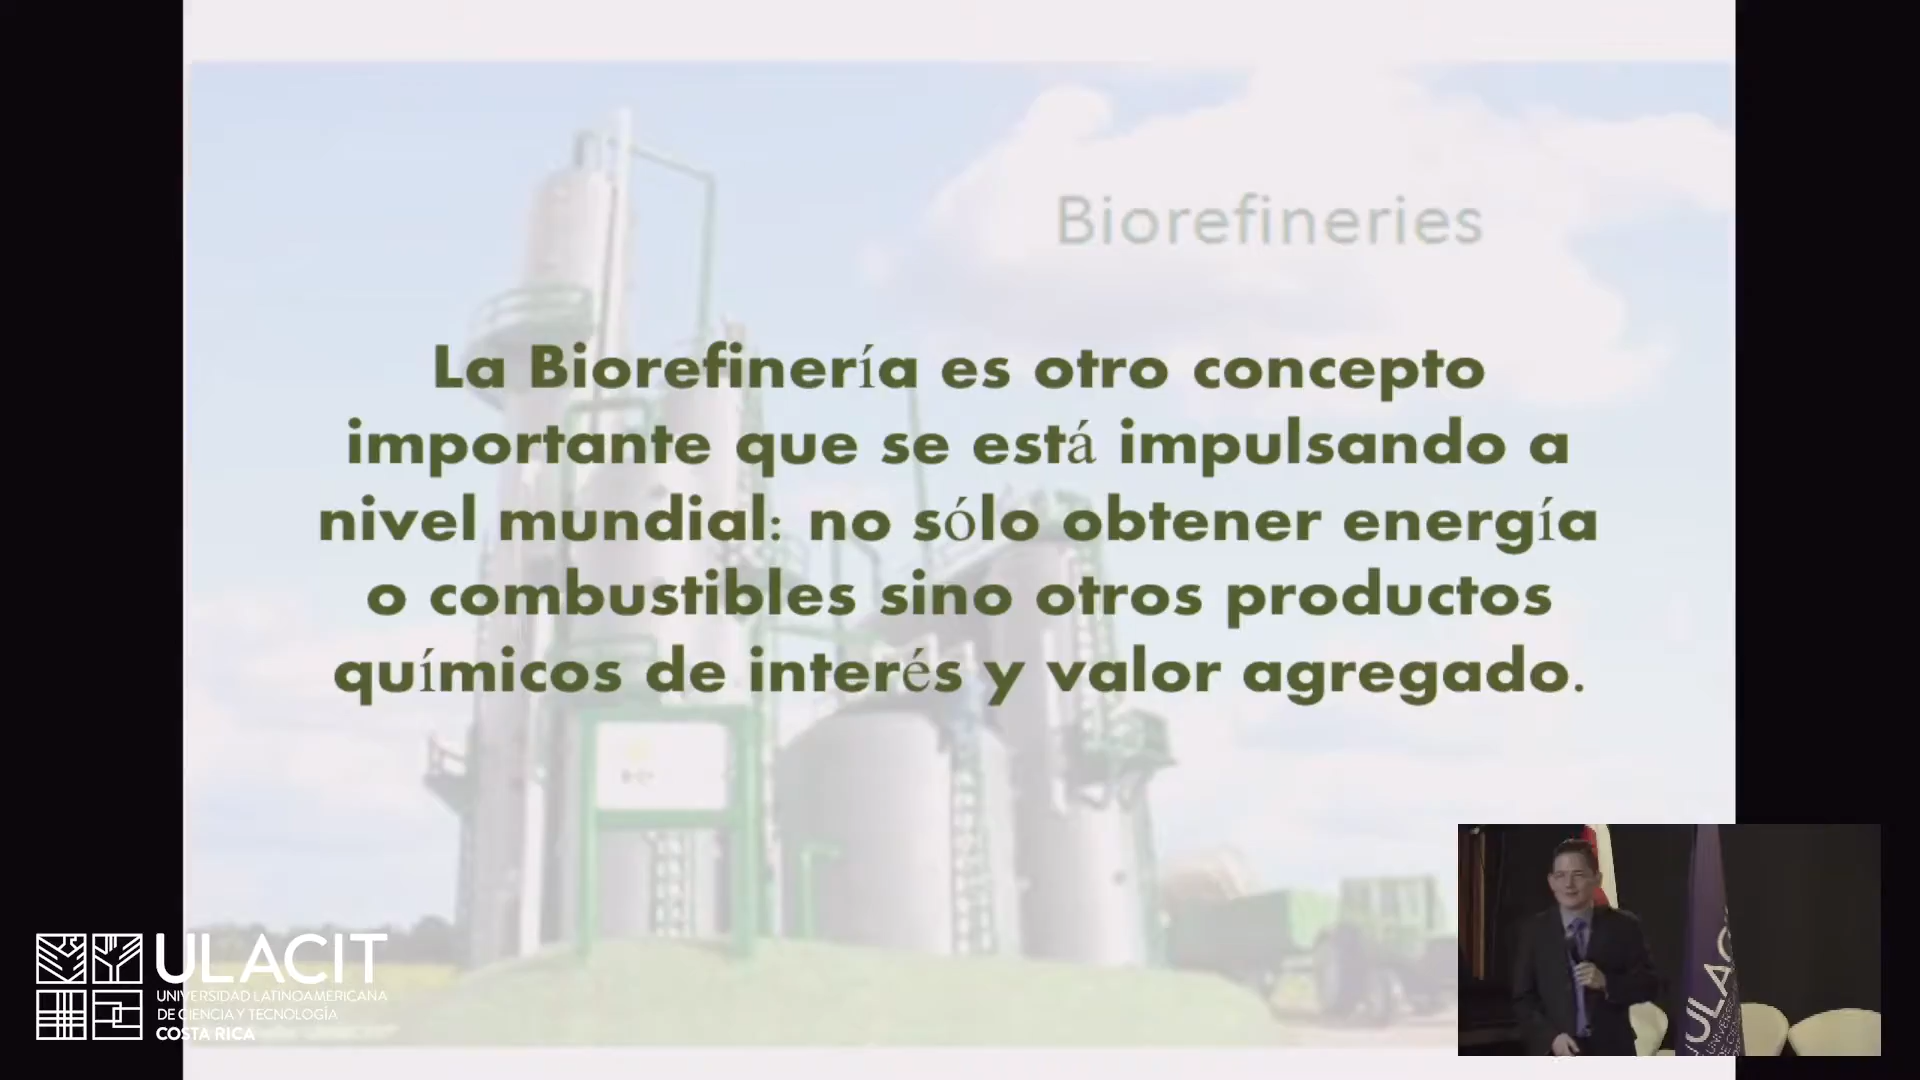 Biorefineries
La Biorefinería es otro concepto
importante que se está impulsando a
nivel mundial: no sólo obtener energía
o combustibles sino otros productos
químicos de interés y valor agregado.
ULACIT
UNIVERSIDAD LATINOAMERICANA
DE CIENCIA Y TECNOLOGÍA
COSTA RICA
ULAC